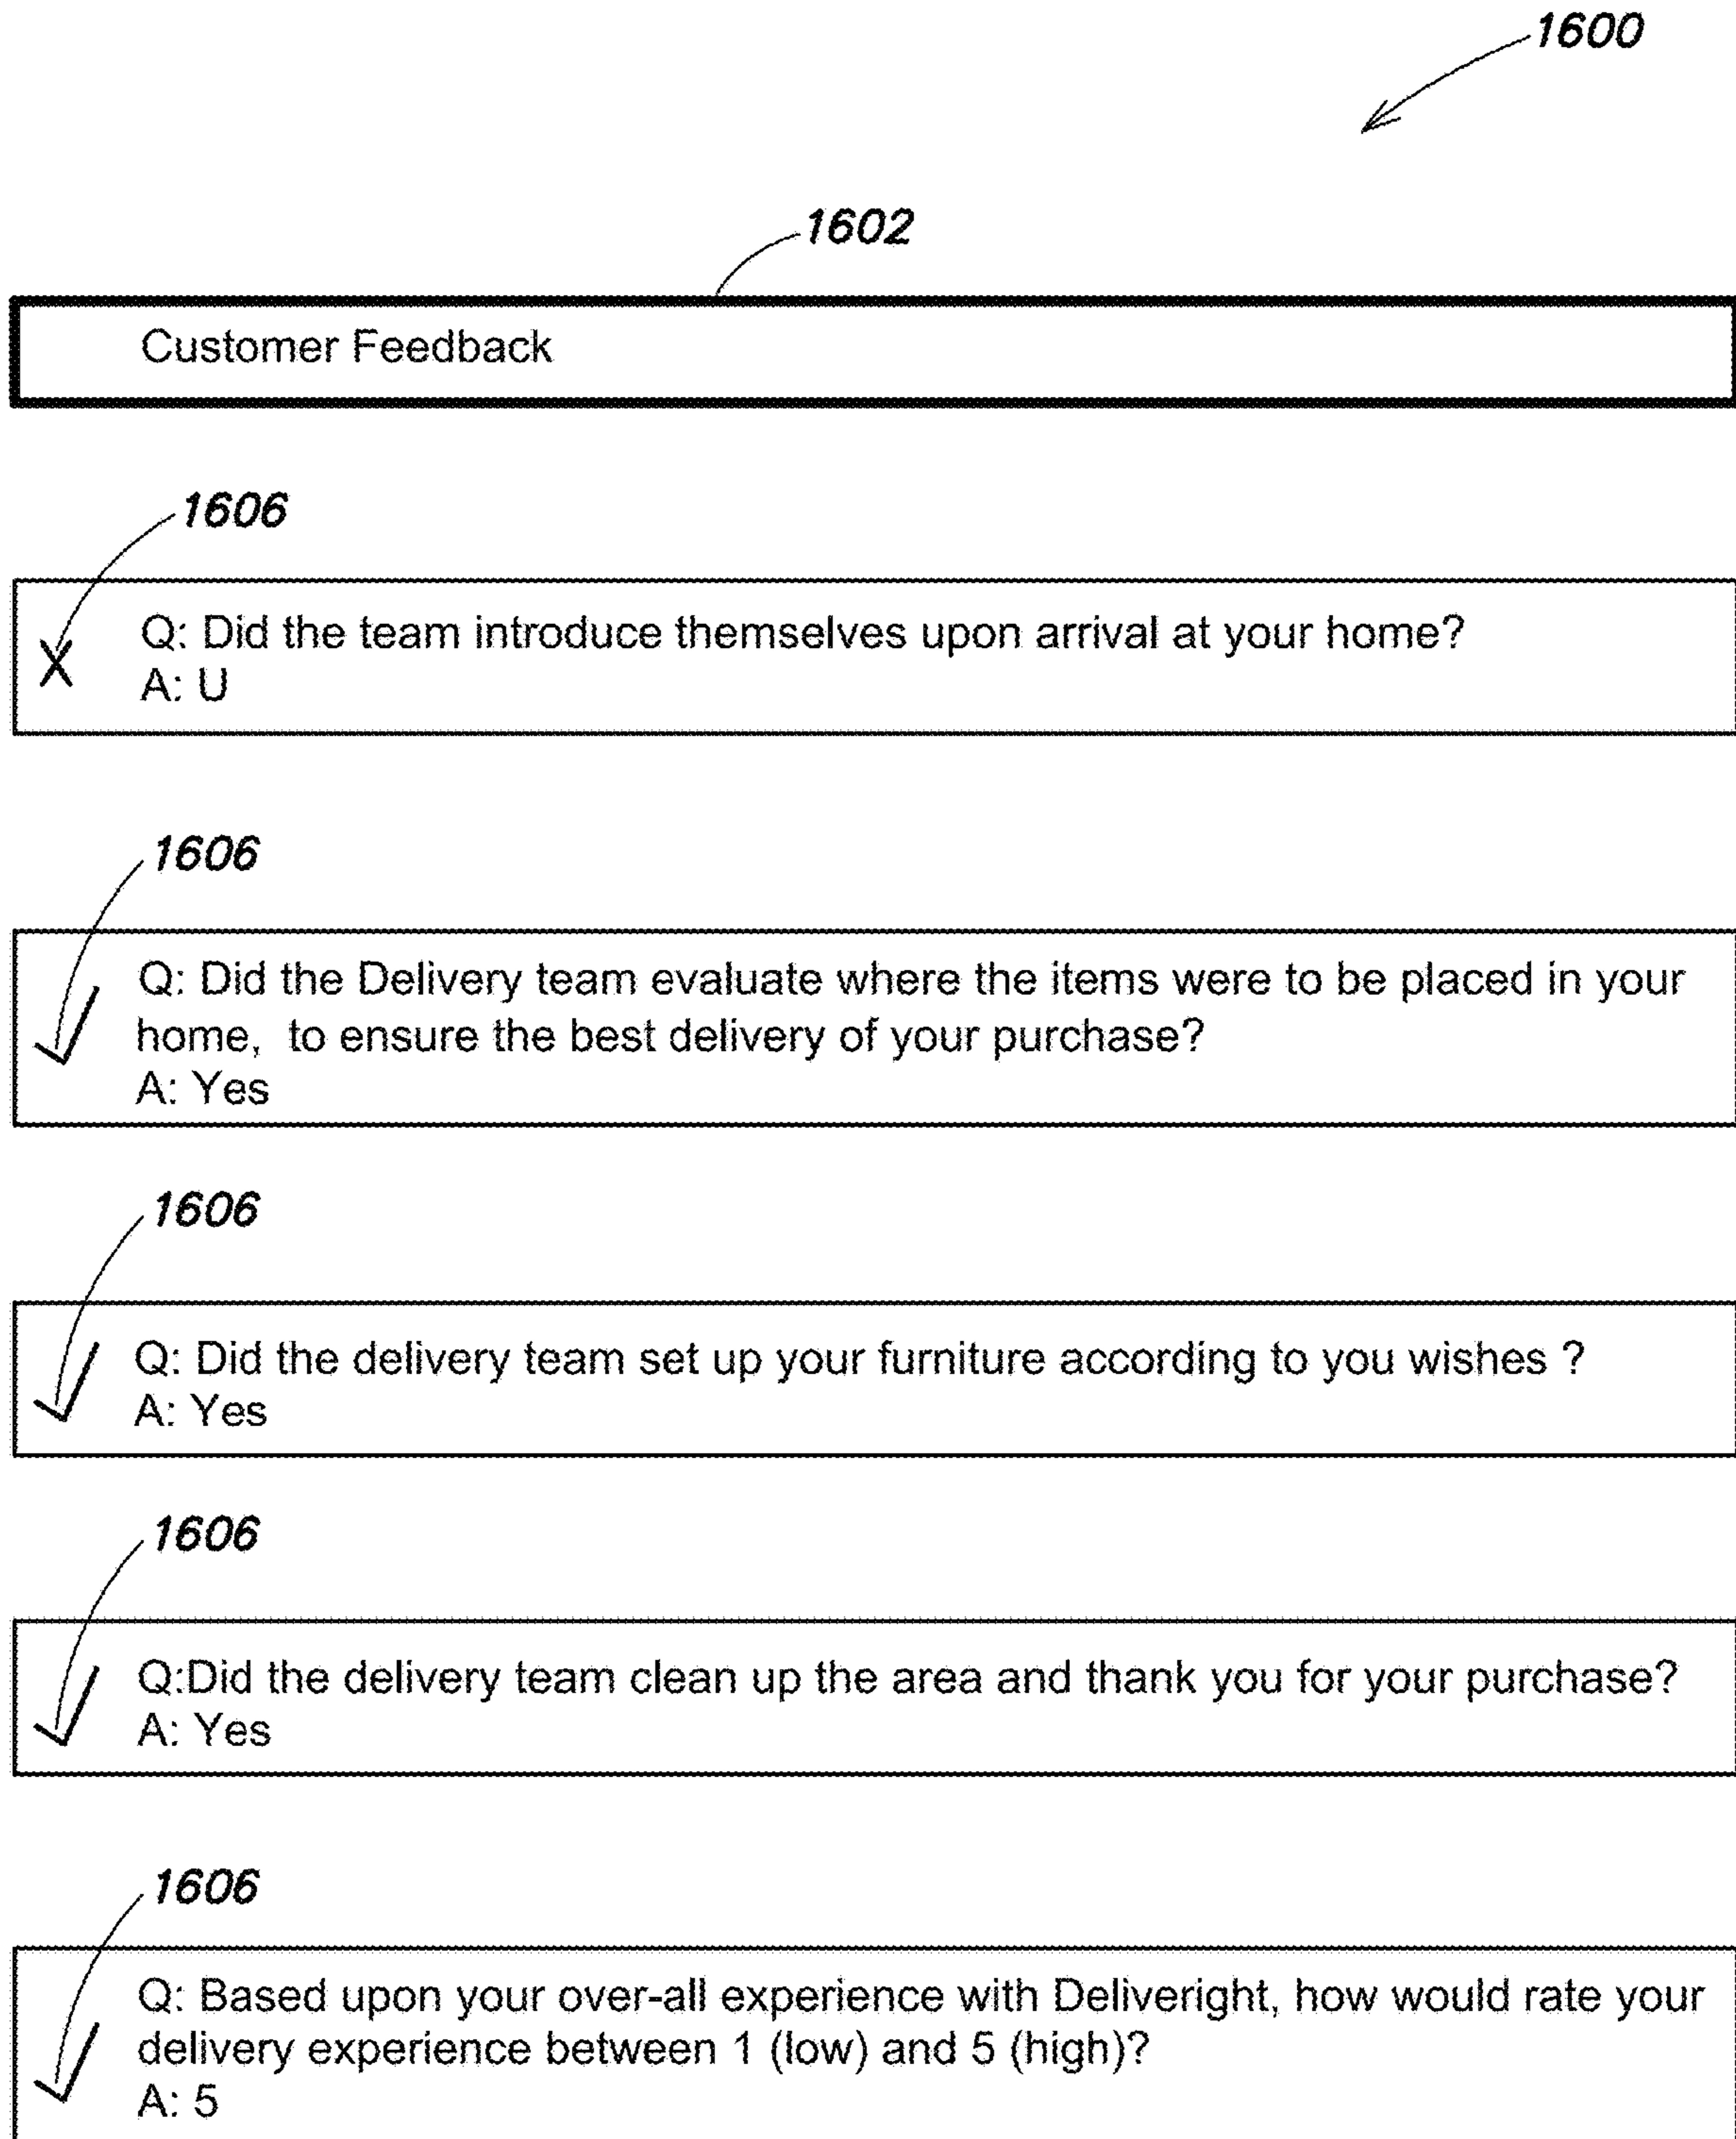 1600
1602
Customer Feedback
1606
Q: Did the team introduce themselves upon arrival at your home?
X
A: U
1606
Q: Did the Delivery team evaluate where the items were to be placed in your
home, to ensure the best delivery of your purchase?
A: Yes
1606
Q: Did the delivery team set up your furniture according to you wishes ?
A: Yes
1606
Q:Did the delivery team clean up the area and thank you for your purchase?
A: Yes
1606
Q: Based upon your over-all experience with Deliveright, how would rate your
delivery experience between 1 (low) and 5 (high)?
A: 5